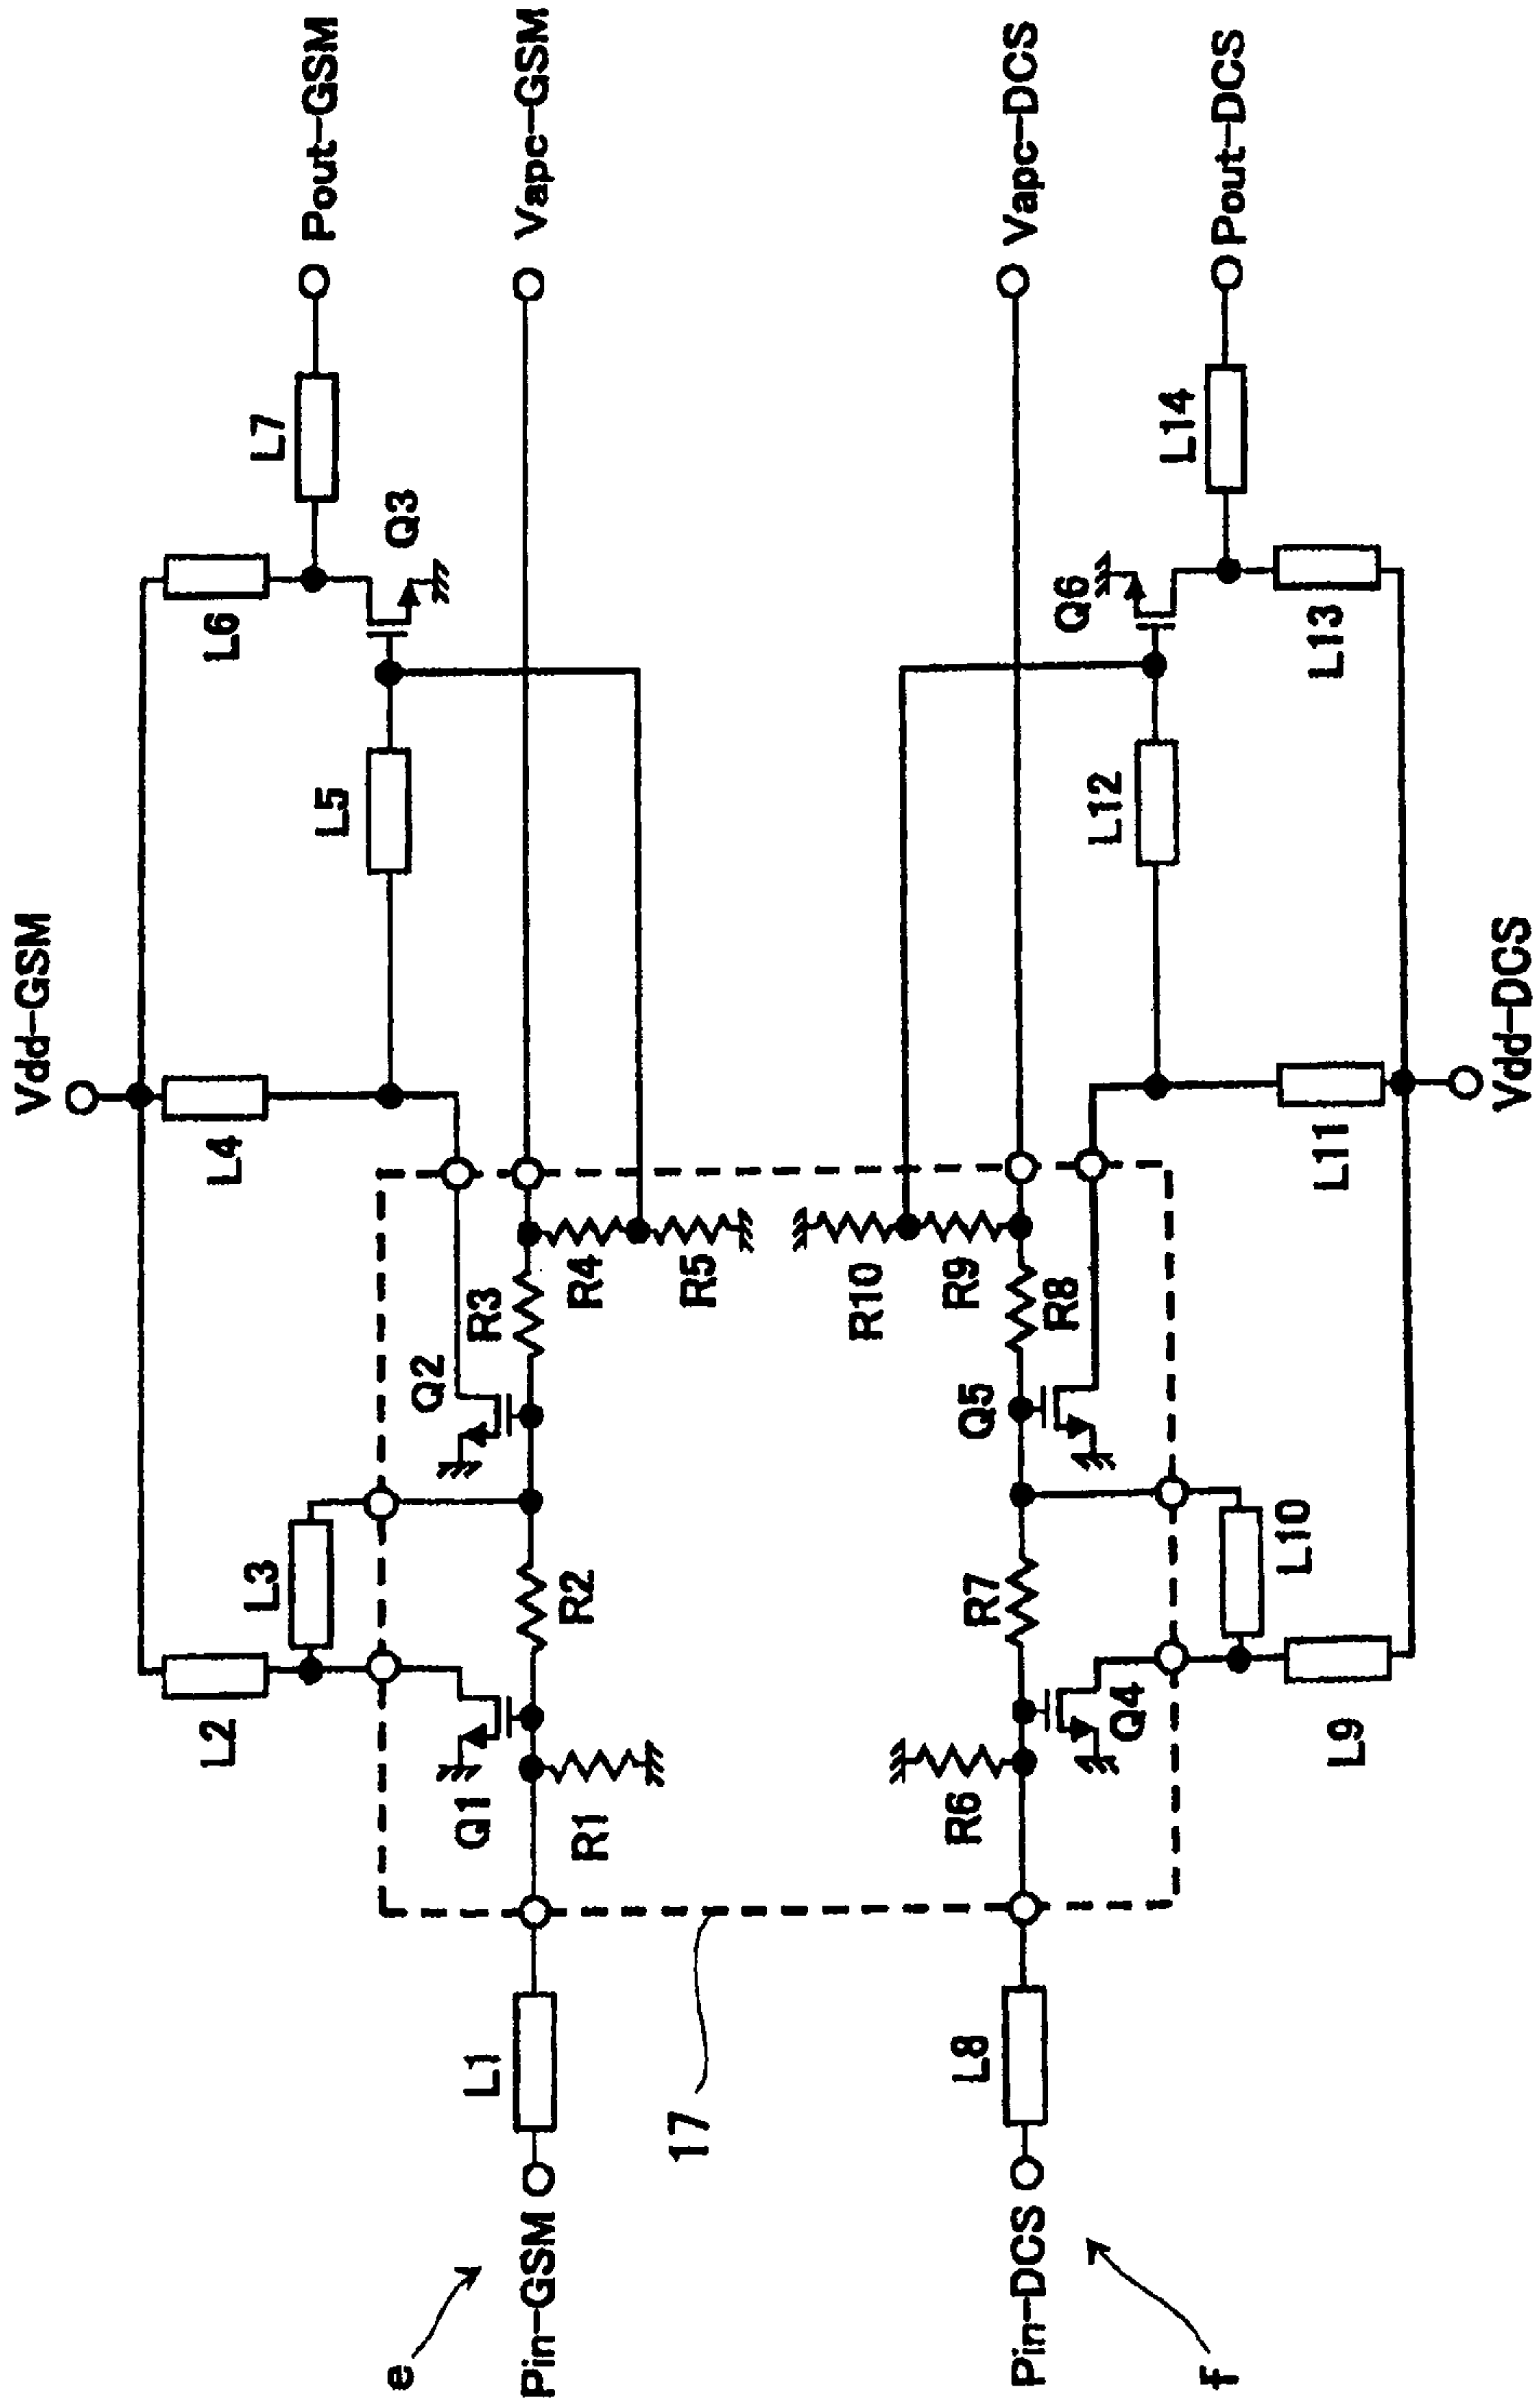 Vdd-GSM
L6
L7
Pout-GSM
L2
L3
L4
L5
Q3
Vapc-GSM
Q1
Q2
R3
e
L1
Pin-GSM
R1
R2
R4
R5
17
R10
R9
R6
R7
Q5
R8
Vapc-DCS
Q6
L8
Pin-DCS
Q4
L12
L14
Pout-DCS
f
L10
L9
L11
L13
Vdd-DCS